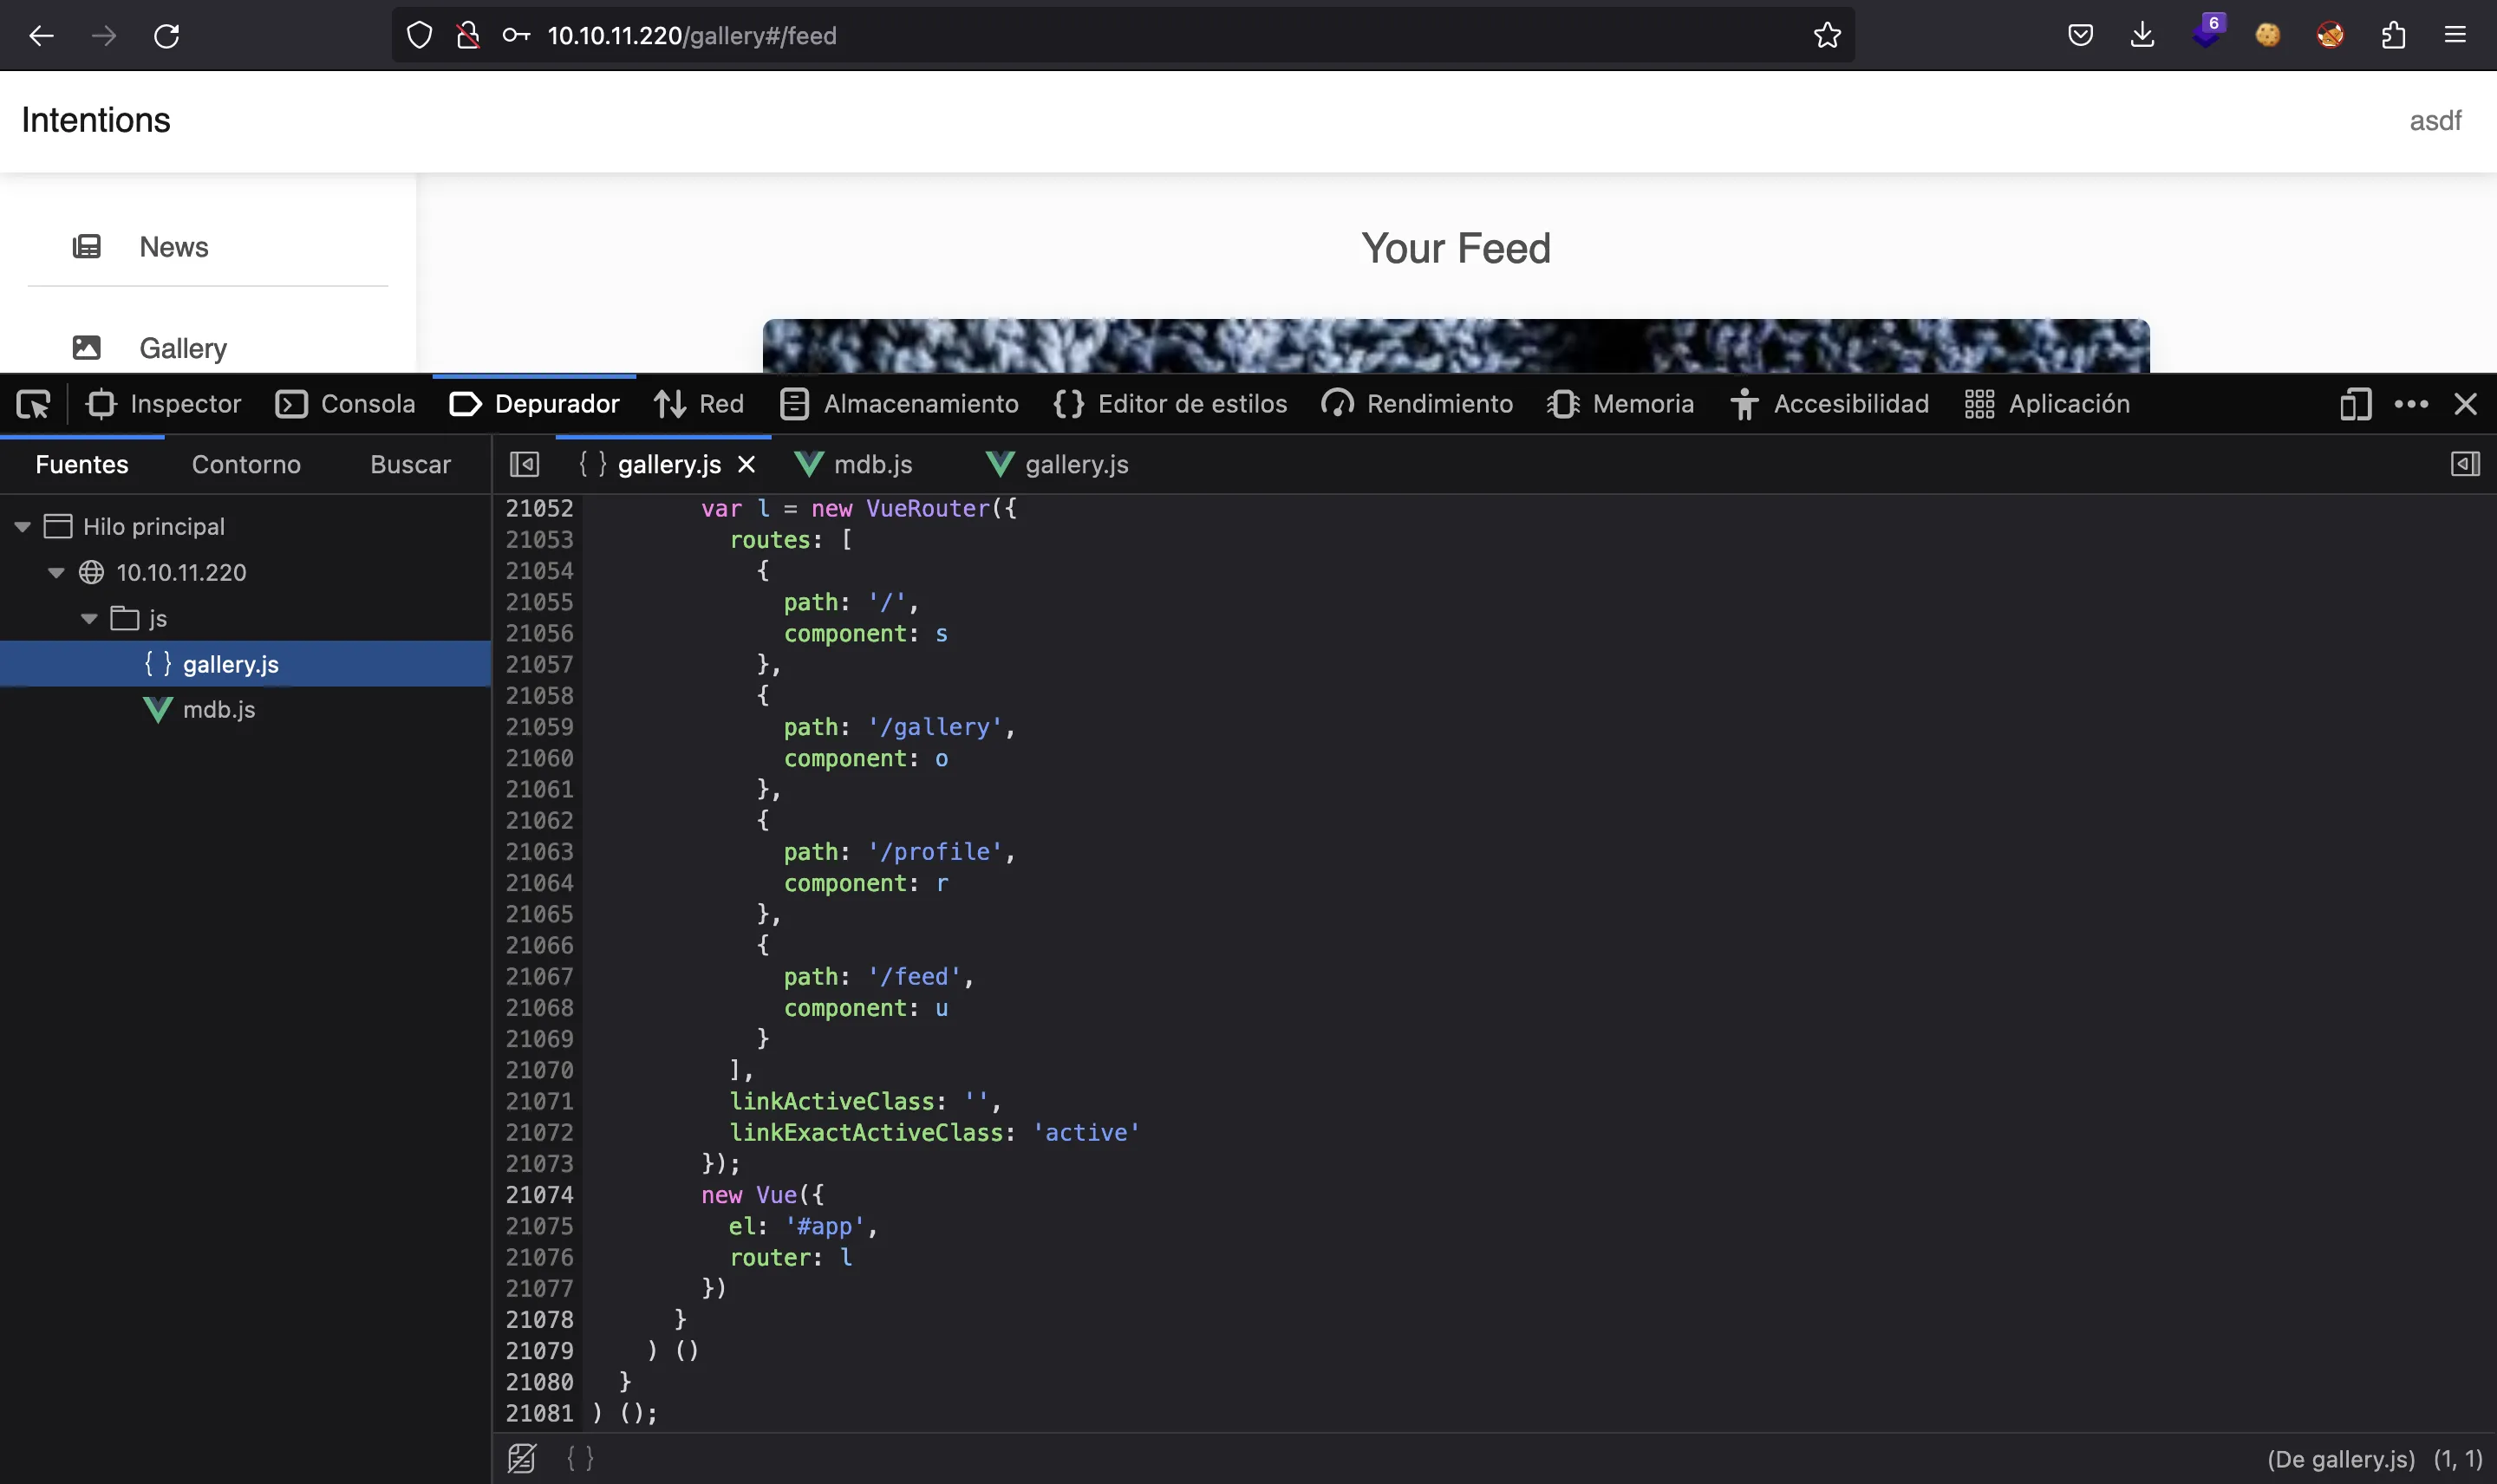 10.10.11.220/gallery#/feed
6
Intentions
asdf
News
Your Feed
Gallery
Inspector Consola Depurador Red Almacenamiento Editor de estilos Rendimiento Memoria Accesibilidad Aplicación
Fuentes Contorno Buscar
gallery.js mdb.js gallery.js
Hilo principal
10.10.11.220
js
gallery.js
mdb.js
21052 var l = new VueRouter({
21053 routes: [
21054 {
21055 path: '/',
21056 component: s
21057 },
21058 {
21059 path: '/gallery',
21060 component: o
21061 },
21062 {
21063 path: '/profile',
21064 component: r
21065 },
21066 {
21067 path: '/feed',
21068 component: u
21069 }
21070 ],
21071 linkActiveClass: '',
21072 linkExactActiveClass: 'active'
21073 });
21074 new Vue({
21075 el: '#app',
21076 router: l
21077 })
21078 }
21079 ) ()
21080 }
21081 ) ();
{ } (De gallery.js) (1, 1)